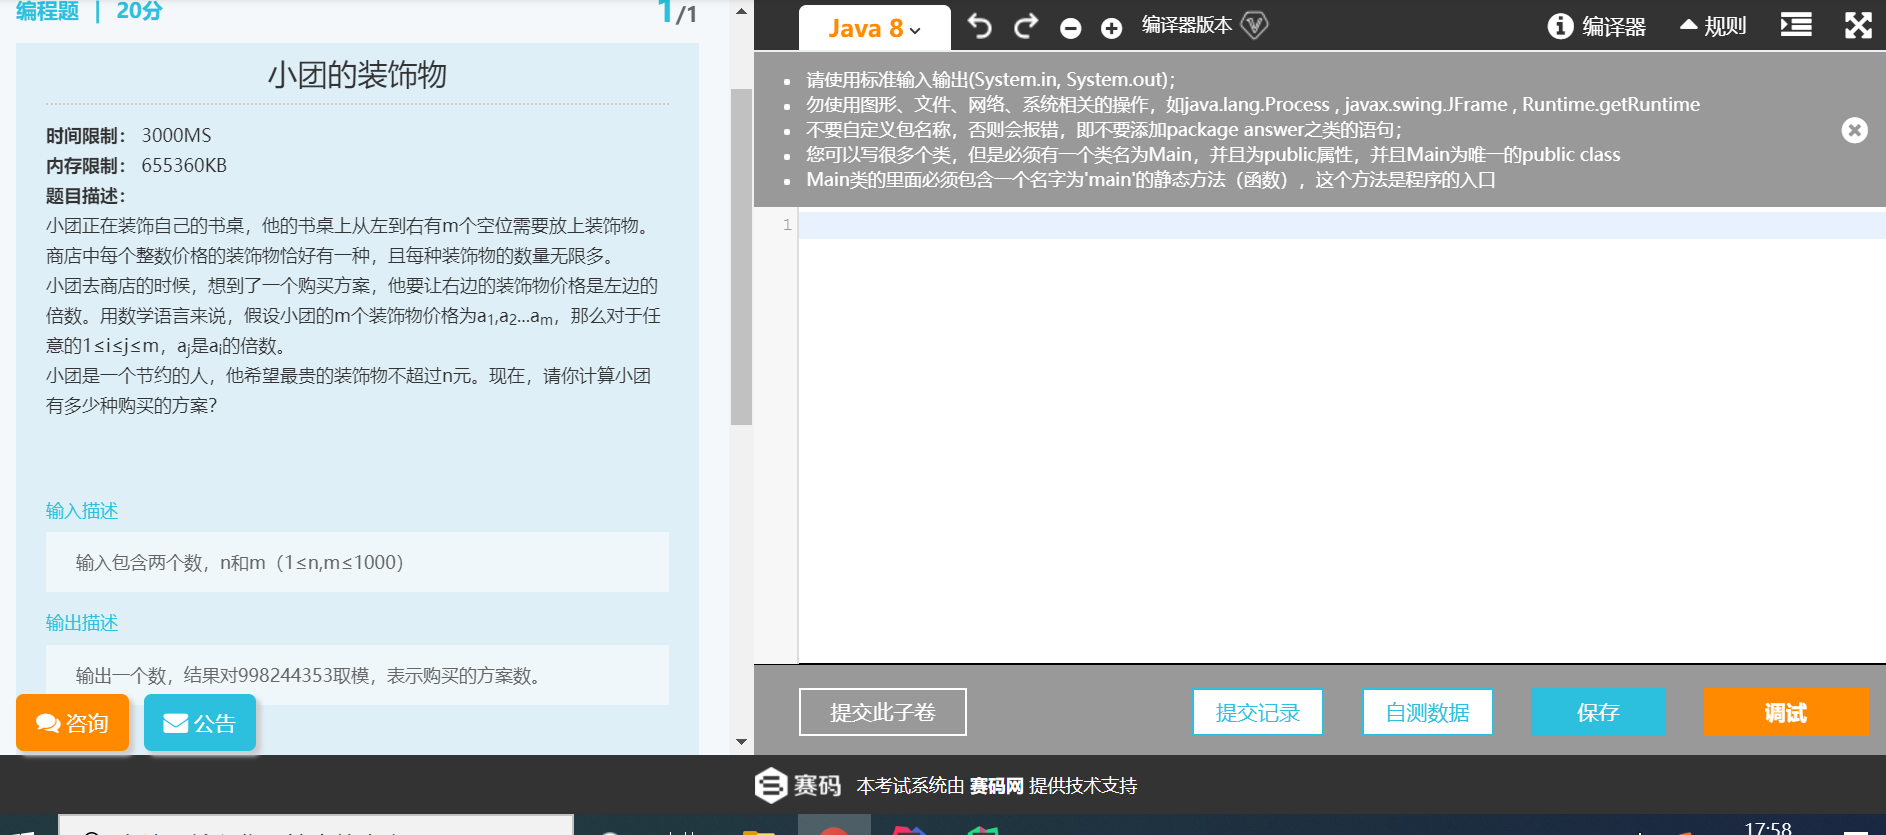 编程题 | 20分
1/1
小团的装饰物
时间限制： 3000MS
内存限制： 655360KB
题目描述：
小团正在装饰自己的书桌，他的书桌上从左到右有m个空位需要放上装饰物。
商店中每个整数价格的装饰物恰好有一种，且每种装饰物的数量无限多。
小团去商店的时候，想到了一个购买方案，他要让右边的装饰物价格是左边的
倍数。用数学语言来说，假设小团的m个装饰物价格为a1,a2...am，那么对于任
意的1≤i≤j≤m，aj是ai的倍数。
小团是一个节约的人，他希望最贵的装饰物不超过n元。现在，请你计算小团
有多少种购买的方案？
输入描述
输入包含两个数，n和m（1≤n,m≤1000）
输出描述
输出一个数，结果对998244353取模，表示购买的方案数。
咨询
公告
Java 8
编译器版本
编译器
规则
请使用标准输入输出(System.in, System.out)；
勿使用图形、文件、网络、系统相关的操作，如java.lang.Process , javax.swing.JFrame , Runtime.getRuntime
不要自定义包名称，否则会报错，即不要添加package answer之类的语句；
您可以写很多个类，但是必须有一个类名为Main，并且为public属性，并且Main为唯一的public class
Main类的里面必须包含一个名字为'main'的静态方法（函数），这个方法是程序的入口
1
提交此子卷
提交记录
自测数据
保存
调试
赛码 本考试系统由 赛码网 提供技术支持
17:58